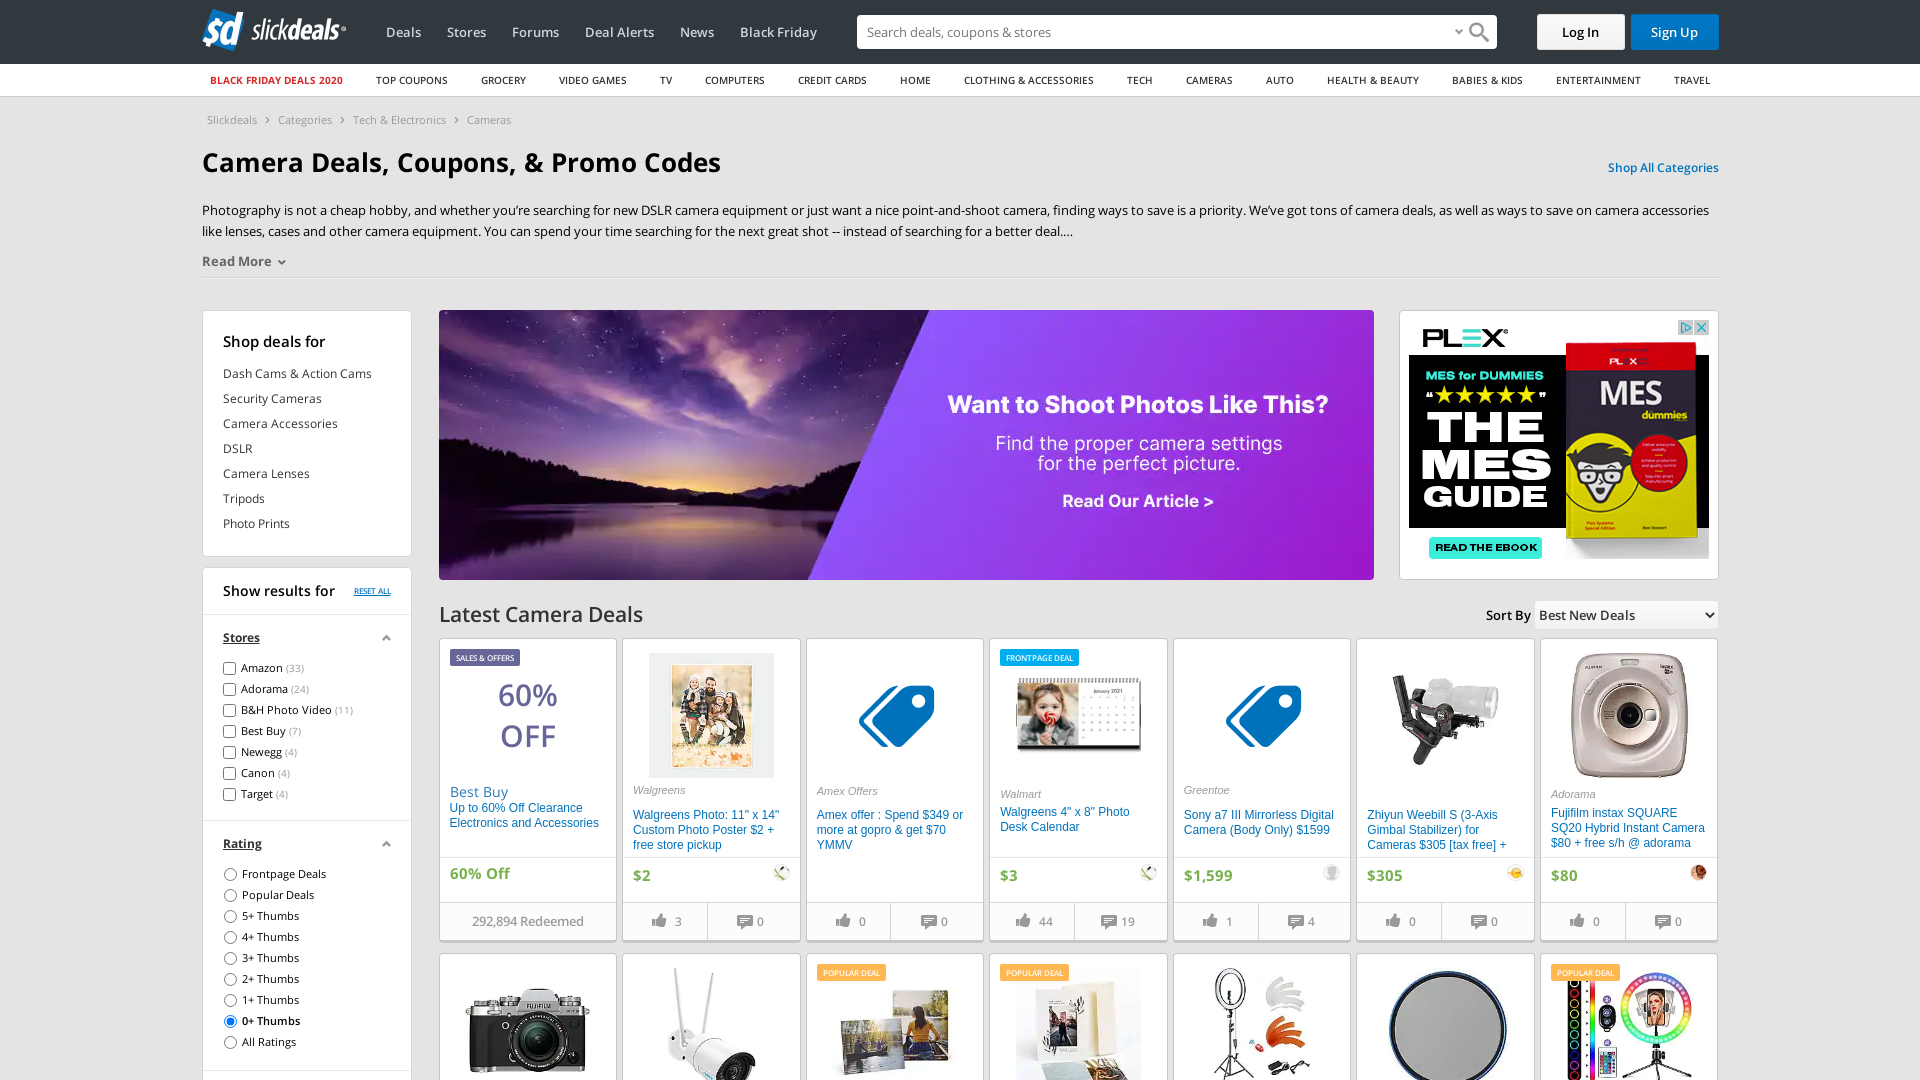 sd slickdeals
Deals
Stores
Forums
Deal Alerts
News
Black Friday
Search deals, coupons & stores
Log In
Sign Up
BLACK FRIDAY DEALS 2020
TOP COUPONS
GROCERY
VIDEO GAMES
TV
COMPUTERS
CREDIT CARDS
HOME
CLOTHING & ACCESSORIES
TECH
CAMERAS
AUTO
HEALTH & BEAUTY
BABIES & KIDS
ENTERTAINMENT
TRAVEL
Slickdeals > Categories > Tech & Electronics > Cameras
Camera Deals, Coupons, & Promo Codes
Shop All Categories
Photography is not a cheap hobby, and whether you’re searching for new DSLR camera equipment or just want a nice point-and-shoot camera, finding ways to save is a priority. We’ve got tons of camera deals, as well as ways to save on camera accessories
like lenses, cases and other camera equipment. You can spend your time searching for the next great shot -- instead of searching for a better deal.…
Read More
Shop deals for
Dash Cams & Action Cams
Security Cameras
Camera Accessories
DSLR
Camera Lenses
Tripods
Photo Prints
Want to Shoot Photos Like This?
Find the proper camera settings
for the perfect picture.
Read Our Article >
PLEX
MES for DUMMIES
“★★★★★”
THE
MES
GUIDE
READ THE EBOOK
PLEX
MES
dummies
Plex Systems
Special Edition
Show results for
RESET ALL
Stores
Amazon (33)
Adorama (24)
B&H Photo Video (11)
Best Buy (7)
Newegg (4)
Canon (4)
Target (4)
Rating
Frontpage Deals
Popular Deals
5+ Thumbs
4+ Thumbs
3+ Thumbs
2+ Thumbs
1+ Thumbs
0+ Thumbs
All Ratings
Latest Camera Deals
Sort By
Best New Deals
SALES & OFFERS
60%
OFF
Best Buy
Up to 60% Off Clearance
Electronics and Accessories
60% Off
292,894 Redeemed
Walgreens
Walgreens Photo: 11" x 14"
Custom Photo Poster $2 +
free store pickup
$2
3
0
Amex Offers
Amex offer : Spend $349 or
more at gopro & get $70
YMMV
0
0
FRONTPAGE DEAL
January 2021
Walmart
Walgreens 4" x 8" Photo
Desk Calendar
$3
44
19
Greentoe
Sony a7 III Mirrorless Digital
Camera (Body Only) $1599
$1,599
1
4
Zhiyun Weebill S (3-Axis
Gimbal Stabilizer) for
Cameras $305 [tax free] +
$305
0
0
Adorama
Fujifilm instax SQUARE
SQ20 Hybrid Instant Camera
$80 + free s/h @ adorama
$80
0
0
FUJIFILM
POPULAR DEAL
POPULAR DEAL
POPULAR DEAL